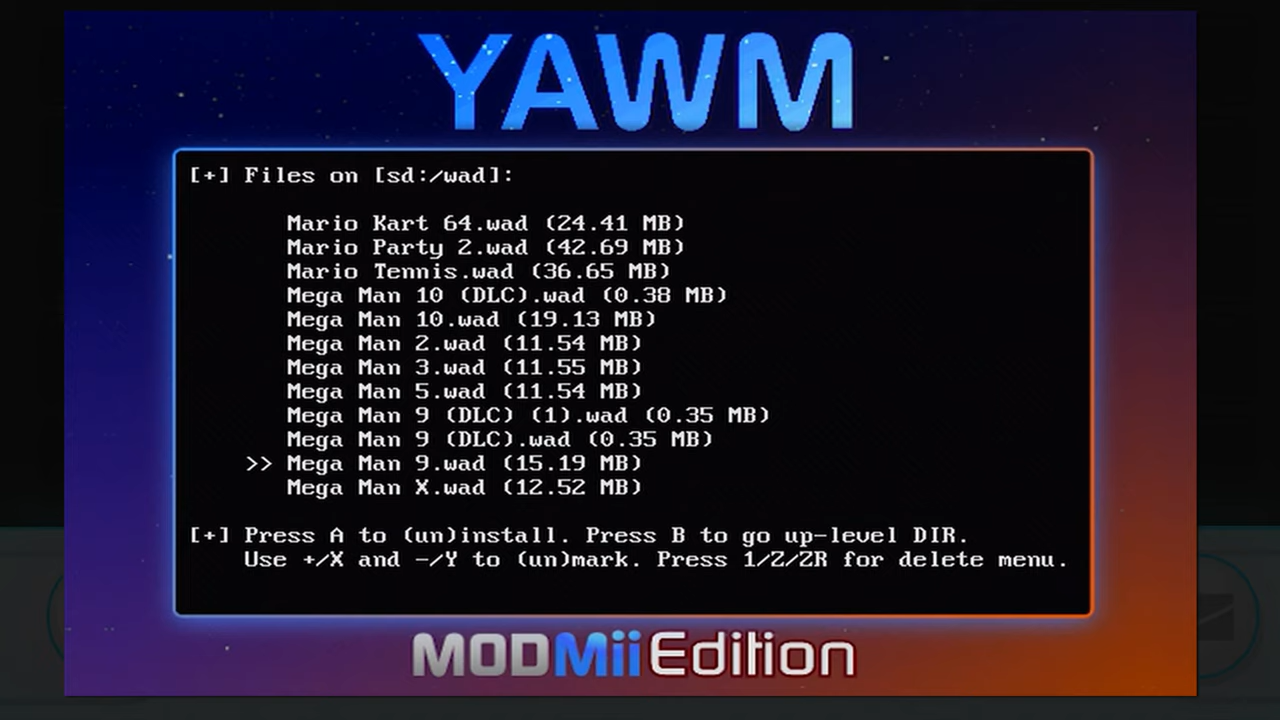 YAWM
[+] Files on [sd:/wad]:
Mario Kart 64.wad (24.41 MB)
Mario Party 2.wad (42.69 MB)
Mario Tennis.wad (36.65 MB)
Mega Man 10 (DLC).wad (0.38 MB)
Mega Man 10.wad (19.13 MB)
Mega Man 2.wad (11.54 MB)
Mega Man 3.wad (11.55 MB)
Mega Man 5.wad (11.54 MB)
Mega Man 9 (DLC) (1).wad (0.35 MB)
Mega Man 9 (DLC).wad (0.35 MB)
>> Mega Man 9.wad (15.19 MB)
Mega Man X.wad (12.52 MB)
[+] Press A to (un)install. Press B to go up-level DIR.
Use +/X and -/Y to (un)mark. Press 1/Z/ZR for delete menu.
MODMii Edition